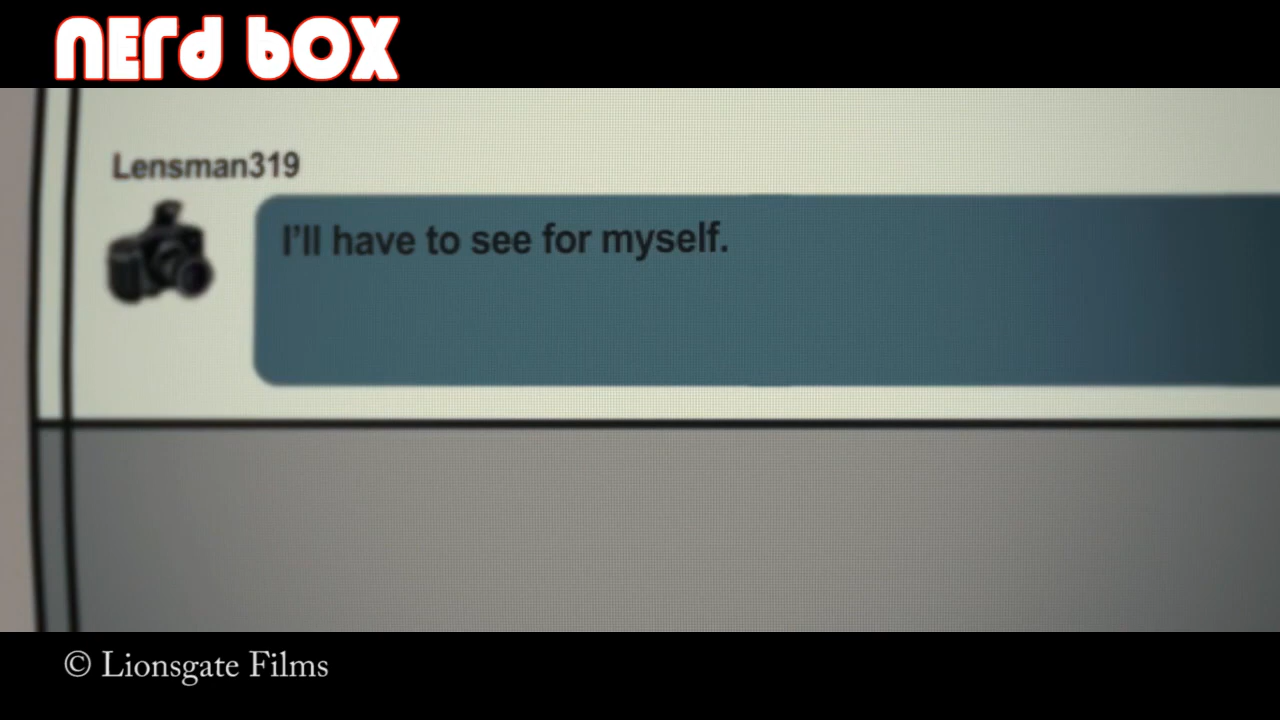 nerd box
Lensman319
I'll have to see for myself.
© Lionsgate Films